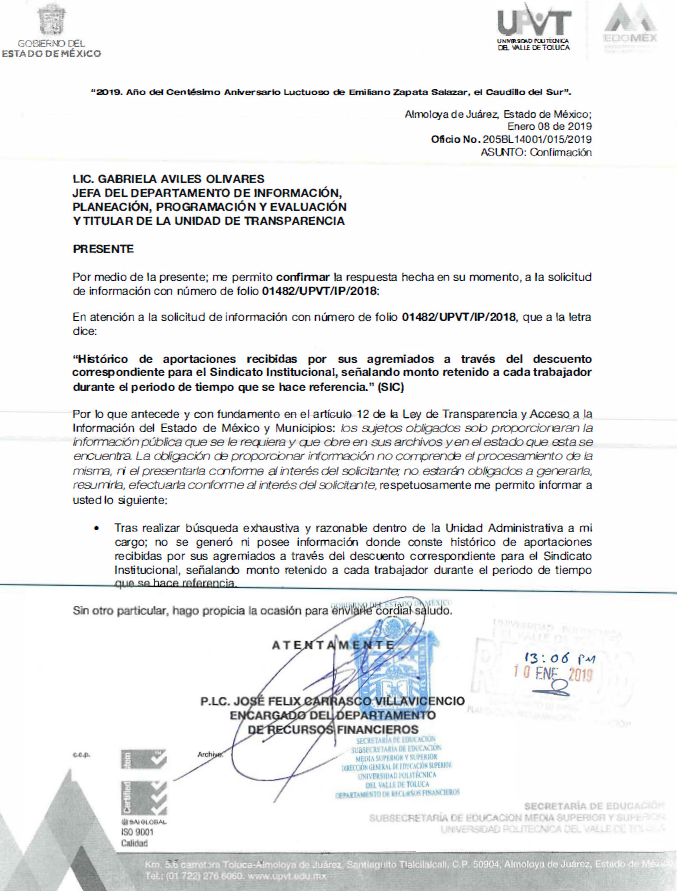 GOBIERNO DEL
ESTADO DE MÉXICO
UPVT
UNIVERSIDAD POLITÉCNICA
DEL VALLE DE TOLUCA
EDOMEX
"2019. Año del Centésimo Aniversario Luctuoso de Emiliano Zapata Salazar, el Caudillo del Sur".
Almoloya de Juárez, Estado de México;
Enero 08 de 2019
Oficio No. 205BL14001/015/2019
ASUNTO: Confirmación
LIC. GABRIELA AVILES OLIVARES
JEFA DEL DEPARTAMENTO DE INFORMACIÓN,
PLANEACIÓN, PROGRAMACIÓN Y EVALUACIÓN
Y TITULAR DE LA UNIDAD DE TRANSPARENCIA
PRESENTE
Por medio de la presente; me permito confirmar la respuesta hecha en su momento, a la solicitud
de información con número de folio 01482/UPVT/IP/2018:
En atención a la solicitud de información con número de folio 01482/UPVT/IP/2018, que a la letra
dice:
"Histórico de aportaciones recibidas por sus agremiados a través del descuento
correspondiente para el Sindicato Institucional, señalando monto retenido a cada trabajador
durante el periodo de tiempo que se hace referencia." (SIC)
Por lo que antecede y con fundamento en el artículo 12 de la Ley de Transparencia y Acceso a la
Información del Estado de México y Municipios: los sujetos obligados solo proporcionaran la
información pública que se le requiera y que obre en sus archivos y en el estado que esta se
encuentra. La obligación de proporcionar información no comprende el procesamiento de la
misma, ni el presentarla conforme al interés del solicitante; no estarán obligados a generarla,
resumirla, efectuarla conforme al interés del solicitante, respetuosamente me permito informar a
usted lo siguiente:
• Tras realizar búsqueda exhaustiva y razonable dentro de la Unidad Administrativa a mi
cargo; no se generó ni posee información donde conste histórico de aportaciones
recibidas por sus agremiados a través del descuento correspondiente para el Sindicato
Institucional, señalando monto retenido a cada trabajador durante el periodo de tiempo
que se hace referencia.
Sin otro particular, hago propicia la ocasión para enviarle cordial saludo.
GOBIERNO DEL ESTADO DE MÉXICO
ATENTAMENTE
UNIVERSIDAD POLITÉCNICA
DEL VALLE DE TOLUCA
13:06 PM
10 ENE 2019
P.L.C. JOSÉ FELIX CARRASCO VILLAVICENCIO
ENCARGADO DEL DEPARTAMENTO
DE RECURSOS FINANCIEROS
SECRETARÍA DE EDUCACIÓN
SUBSECRETARÍA DE EDUCACIÓN
MEDIA SUPERIOR Y SUPERIOR
DIRECCIÓN GENERAL DE EDUCACIÓN SUPERIOR
UNIVERSIDAD POLITÉCNICA
DEL VALLE DE TOLUCA
DEPARTAMENTO DE RECURSOS FINANCIEROS
c.c.p. Archivo.
Certified
SAI GLOBAL
ISO 9001
Calidad
SECRETARÍA DE EDUCACIÓN
SUBSECRETARÍA DE EDUCACIÓN MEDIA SUPERIOR Y SUPERIOR
UNIVERSIDAD POLITÉCNICA DEL VALLE DE TOLUCA
Km. 5.6 carretera Toluca-Almoloya de Juárez, Santiaguito Tlalcilalcali, C.P. 50904, Almoloya de Juárez, Estado de México
Tel.: (01 722) 276 6060. www.upvt.edu.mx